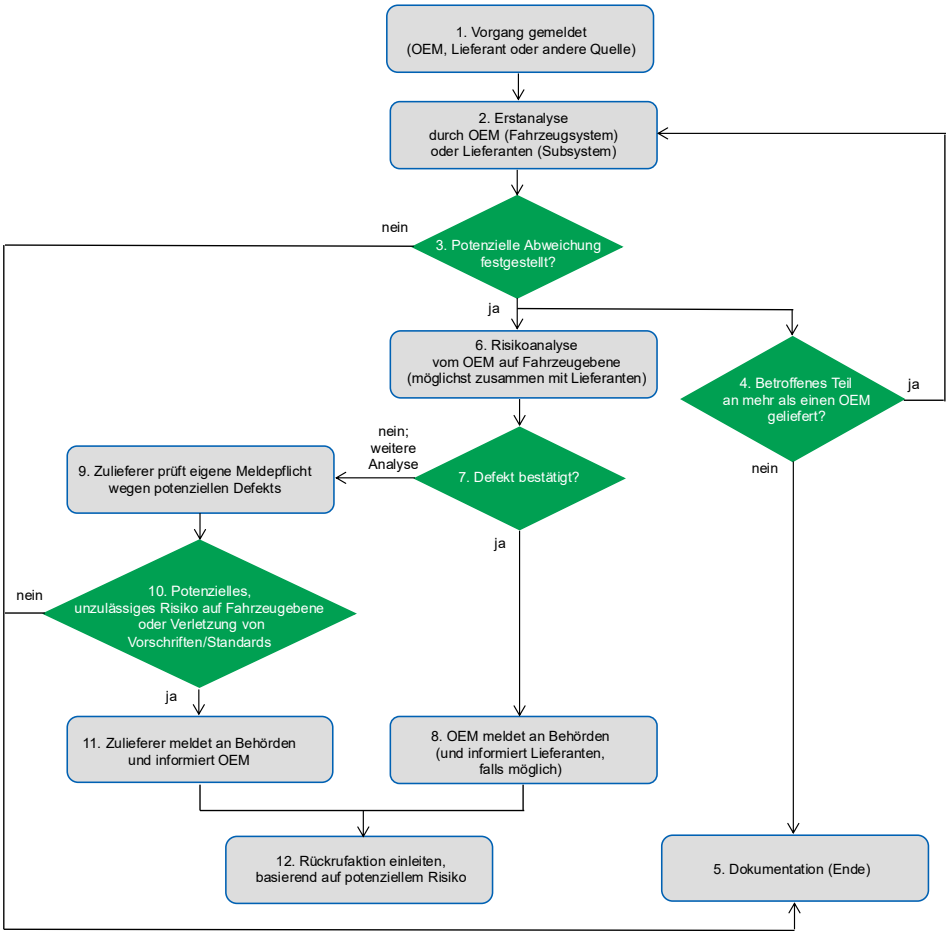 1. Vorgang gemeldet
(OEM, Lieferant oder andere Quelle)
2. Erstanalyse
durch OEM (Fahrzeugsystem)
oder Lieferanten (Subsystem)
nein
3. Potenzielle Abweichung
festgestellt?
ja
6. Risikoanalyse
vom OEM auf Fahrzeugebene
(möglichst zusammen mit Lieferanten)
4. Betroffenes Teil
an mehr als einen OEM
geliefert?
ja
nein
nein;
weitere
Analyse
7. Defekt bestätigt?
ja
9. Zulieferer prüft eigene Meldepflicht
wegen potenziellen Defekts
nein
10. Potenzielles,
unzulässiges Risiko auf Fahrzeugebene
oder Verletzung von
Vorschriften/Standards
ja
11. Zulieferer meldet an Behörden
und informiert OEM
8. OEM meldet an Behörden
(und informiert Lieferanten,
falls möglich)
12. Rückrufaktion einleiten,
basierend auf potenziellem Risiko
5. Dokumentation (Ende)